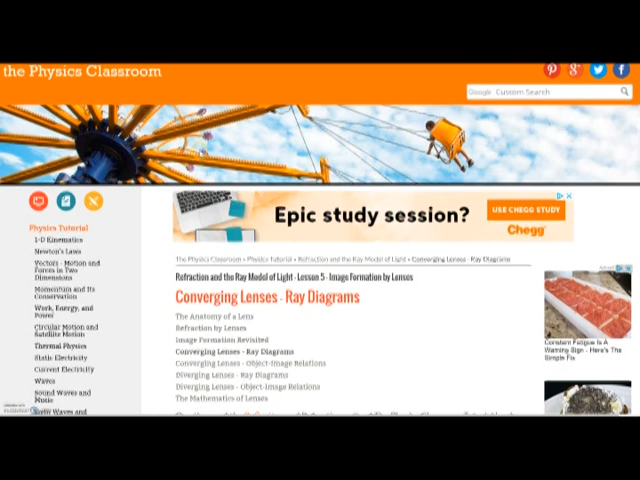 the Physics Classroom
Google Custom Search
Epic study session?
USE CHEGG STUDY
Chegg
Physics Tutorial
1-D Kinematics
Newton's Laws
Vectors - Motion and
Forces in Two
Dimensions
Momentum and Its
Conservation
Work, Energy, and
Power
Circular Motion and
Satellite Motion
Thermal Physics
Static Electricity
Current Electricity
Waves
Sound Waves and
Music
The Physics Classroom » Physics Tutorial » Refraction and the Ray Model of Light » Converging Lenses - Ray Diagrams
Refraction and the Ray Model of Light - Lesson 5 - Image Formation by Lenses
Converging Lenses - Ray Diagrams
The Anatomy of a Lens
Refraction by Lenses
Image Formation Revisited
Converging Lenses - Ray Diagrams
Converging Lenses - Object-Image Relations
Diverging Lenses - Ray Diagrams
Diverging Lenses - Object-Image Relations
The Mathematics of Lenses
Constant Fatigue Is A
Warning Sign - Here's The
Simple Fix